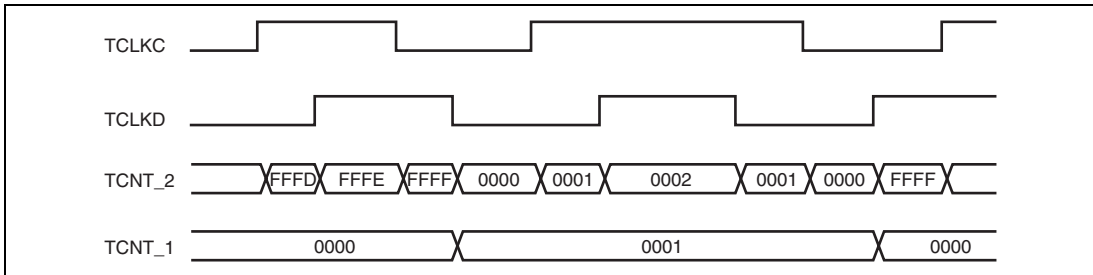 TCLKC
TCLKD
TCNT_2 FFFD FFFE FFFF 0000 0001 0002 0001 0000 FFFF
TCNT_1 0000 0001 0000